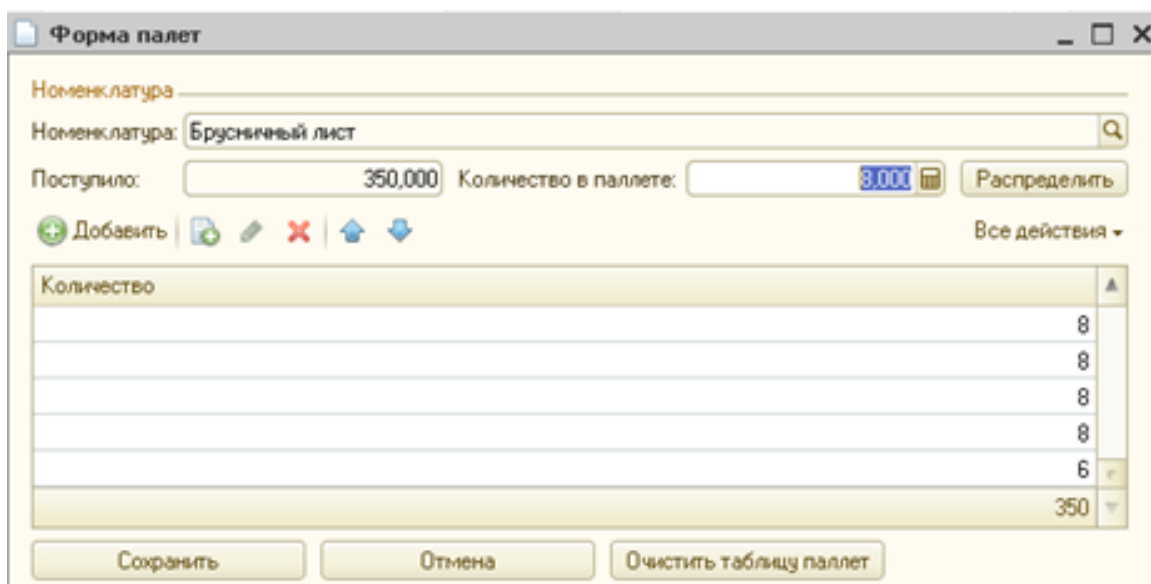 Форма палет
Номенклатура
Номенклатура: Брусничный лист
Поступило: 350,000 Количество в паллете: 8,000 Распределить
Добавить Все действия
Количество
8
8
8
8
6
350
Сохранить Отмена Очистить таблицу паллет